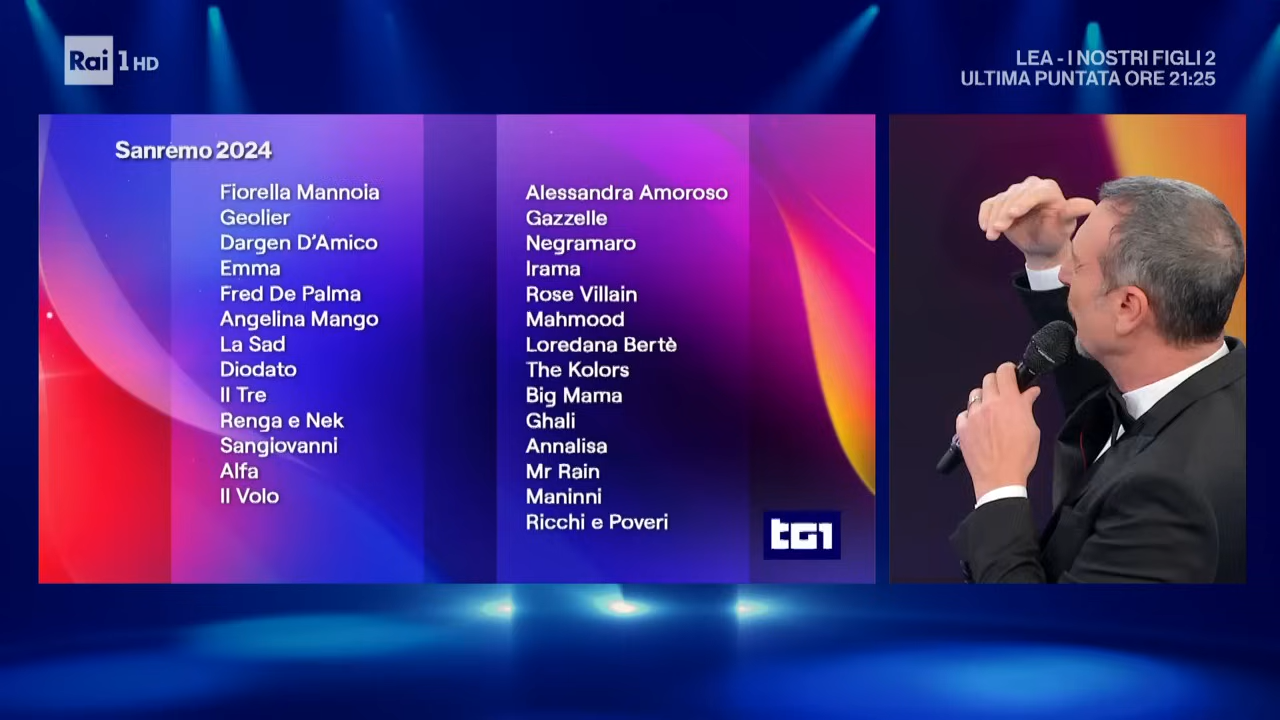 Rai 1 HD
LEA - I NOSTRI FIGLI 2
ULTIMA PUNTATA ORE 21:25
Sanremo 2024
Fiorella Mannoia
Geolier
Dargen D'Amico
Emma
Fred De Palma
Angelina Mango
La Sad
Diodato
Il Tre
Renga e Nek
Sangiovanni
Alfa
Il Volo
Alessandra Amoroso
Gazzelle
Negramaro
Irama
Rose Villain
Mahmood
Loredana Bertè
The Kolors
Big Mama
Ghali
Annalisa
Mr Rain
Maninni
Ricchi e Poveri
tG1